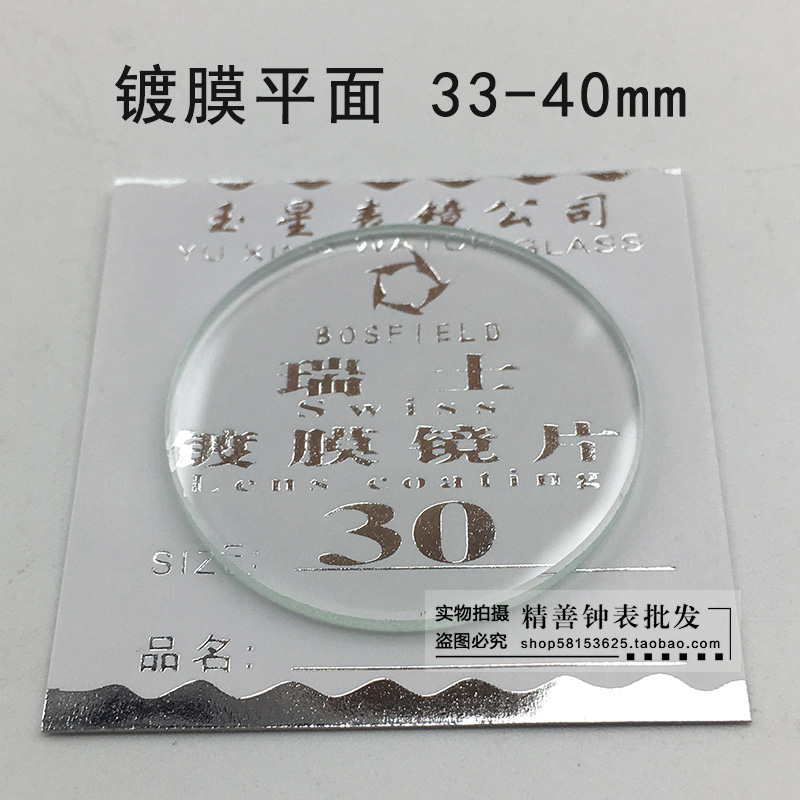 镀膜平面 33-40mm
玉星表镜公司
YU XING WATCH GLASS
BOSFIELD
瑞士
Swiss
镀膜镜片
Lens coating
30
SIZE:
品名:
实物拍摄 精善钟表批发
盗图必究 shop58153625.taobao.com